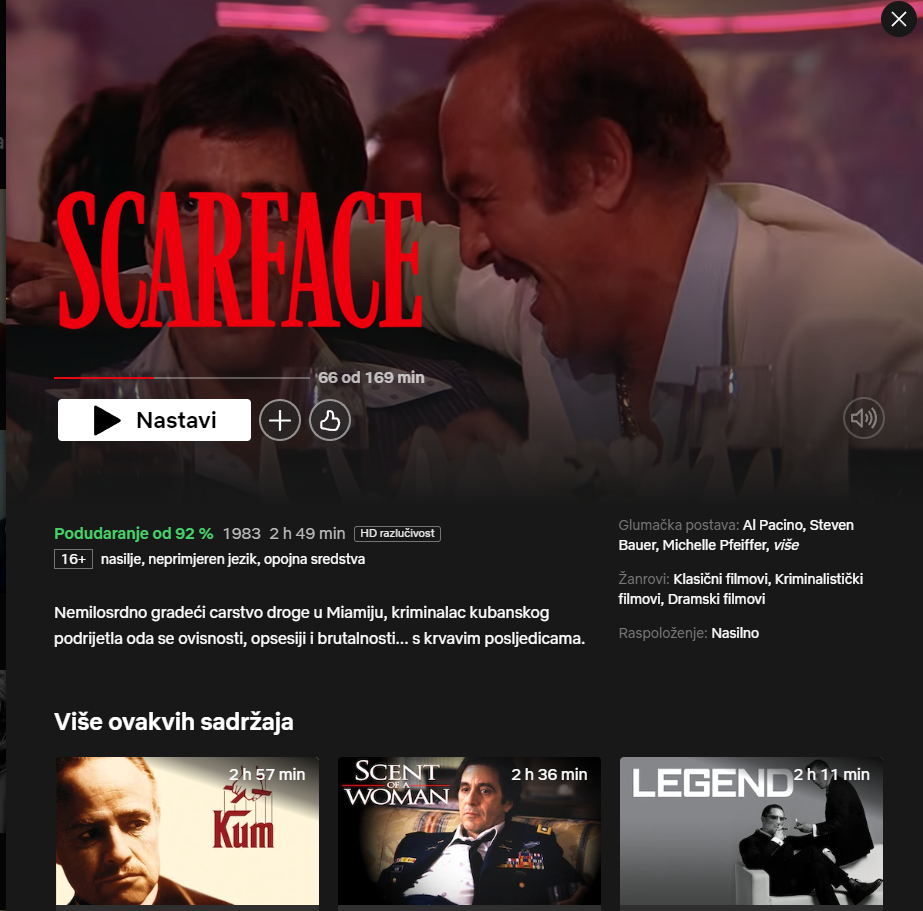 SCARFACE
66 od 169 min
Nastavi
Podudaranje od 92 % 1983 2 h 49 min HD razlučivost
16+ nasilje, neprimjeren jezik, opojna sredstva
Nemilosrdno gradeći carstvo droge u Miamiju, kriminalac kubanskog
podrijetla oda se ovisnosti, opsesiji i brutalnosti... s krvavim posljedicama.
Glumačka postava: Al Pacino, Steven
Bauer, Michelle Pfeiffer, više
Žanrovi: Klasični filmovi, Kriminalistički
filmovi, Dramski filmovi
Raspoloženje: Nasilno
Više ovakvih sadržaja
2 h 57 min
Kum
SCENT
OF A
WOMAN
2 h 36 min
LEGEND
2 h 11 min